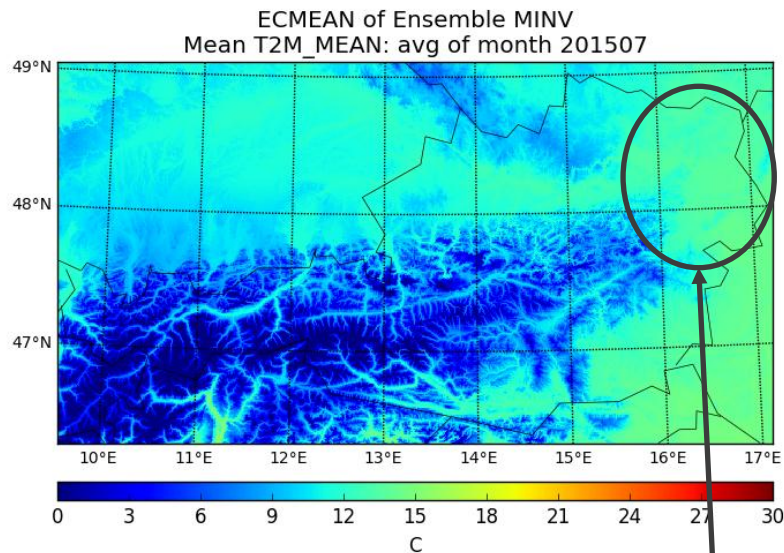 ECMEAN of Ensemble MINV
Mean T2M_MEAN: avg of month 201507
49°N
48°N
47°N
10°E 11°E 12°E 13°E 14°E 15°E 16°E 17°E
0 3 6 9 12 15 18 21 24 27 30
C